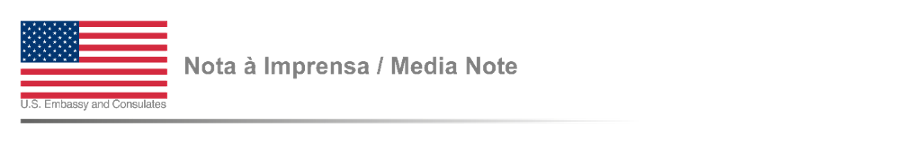 Nota à Imprensa / Media Note
U.S. Embassy and Consulates